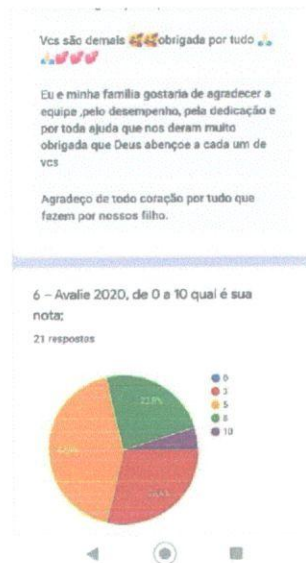 Vcs são demais 🥰🥰obrigada por tudo 🙏
🙏💕💕💕
Eu e minha família gostaria de agradecer a
equipe ,pelo desempenho, pela dedicação e
por toda ajuda que nos deram muito
obrigada que Deus abençoe a cada um de
vcs
Agradeço de todo coração por tudo que
fazem por nossos filho.
6 – Avalie 2020, de 0 a 10 qual é sua
nota;
21 respostas
0
3
5
8
10
23,8%